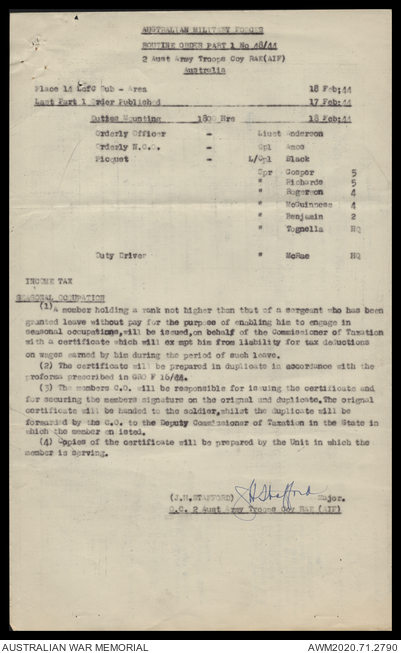 AUSTRALIAN MILITARY FORCES
ROUTINE ORDER PART 1 No 48/44
2 Aust Army Troops Coy RAE(AIF)
Australia
Place 14 LofC Sub - Area 18 Feb:44
Last Part 1 Order Published 17 Feb:44
Duties Mounting 1800 Hrs 18 Feb:44
Orderly Officer - Lieut Anderson
Orderly N.C.O. - Cpl Amos
Picquet - L/Cpl Black
Spr Cosper 5
" Richards 5
" Rogerson 4
" McGuinness 4
" Benjamin 2
" Tognella HQ
Duty Driver " McRae HQ
INCOME TAX
SEASONAL OCCUPATION
(1) A member holding a rank not higher than that of a sergeant who has been
granted leave without pay for the purpose of enabling him to engage in
seasonal occupations, will be issued, on behalf of the Commissioner of Taxation
with a certificate which will ex mpt him from liability for tax deductions
on wages earned by him during the period of such leave.
(2) The certificate will be prepared in duplicate in accordance with the
proforma prescribed in GRO F 16/44.
(3) The members C.O. will be responsible for issuing the certificate and
for securing the members signature on the orignal and duplicate. The orignal
certificate will be handed to the soldier, whilst the duplicate will be
forwarded by the C.O. to the Deputy Commissioner of Taxation in the State in
which the member en isted.
(4) Copies of the certificate will be prepared by the Unit in which the
member is serving.
(J.H.STAFFORD) JHStafford Major.
O.C. 2 Aust Army Troops Coy RAE (AIF)
AUSTRALIAN WAR MEMORIAL AWM2020.71.2790